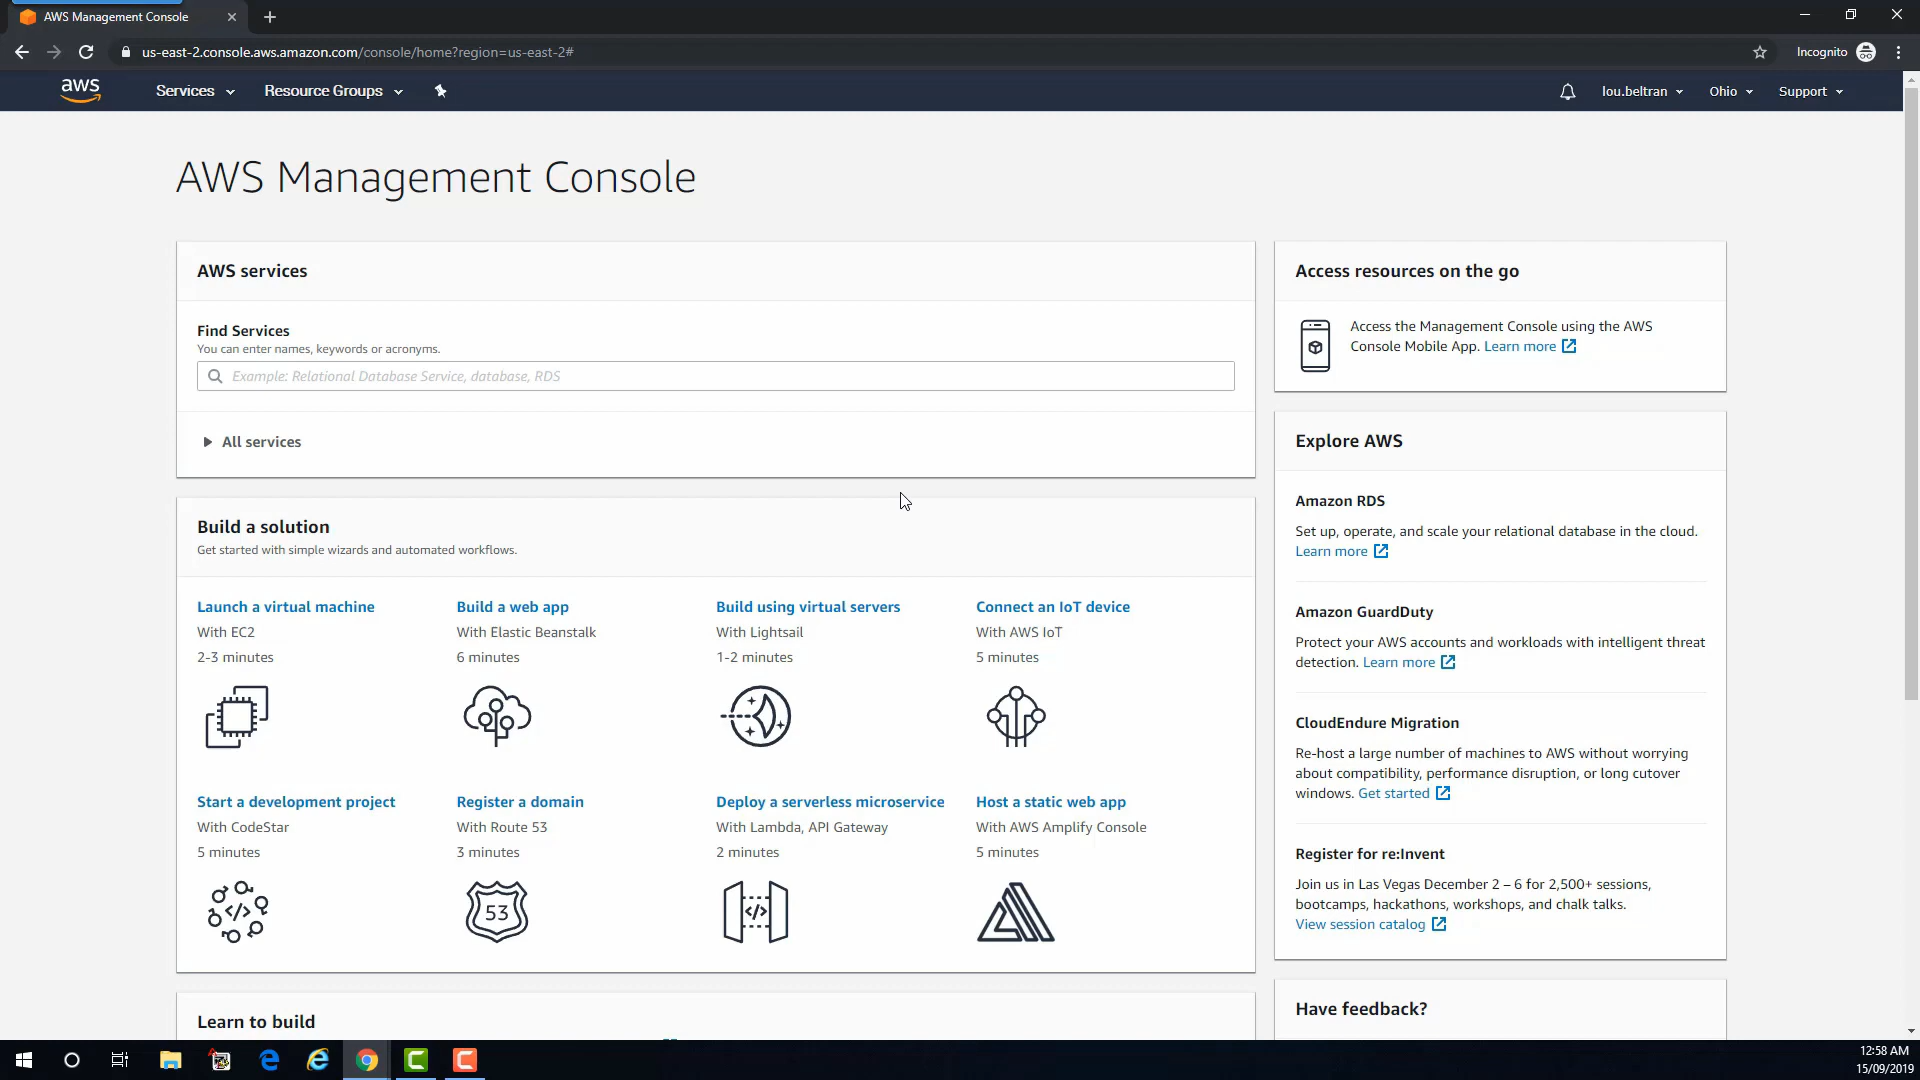 AWS Management Console
us-east-2.console.aws.amazon.com/console/home?region=us-east-2#
Incognito
aws
Services
Resource Groups
lou.beltran
Ohio
Support
AWS Management Console
AWS services
Find Services
You can enter names, keywords or acronyms.
Example: Relational Database Service, database, RDS
All services
Build a solution
Get started with simple wizards and automated workflows.
Launch a virtual machine
With EC2
2-3 minutes
Build a web app
With Elastic Beanstalk
6 minutes
Build using virtual servers
With Lightsail
1-2 minutes
Connect an IoT device
With AWS IoT
5 minutes
Start a development project
With CodeStar
5 minutes
</>
Register a domain
With Route 53
3 minutes
53
Deploy a serverless microservice
With Lambda, API Gateway
2 minutes
</>
Host a static web app
With AWS Amplify Console
5 minutes
Learn to build
Access resources on the go
Access the Management Console using the AWS
Console Mobile App. Learn more
Explore AWS
Amazon RDS
Set up, operate, and scale your relational database in the cloud.
Learn more
Amazon GuardDuty
Protect your AWS accounts and workloads with intelligent threat
detection. Learn more
CloudEndure Migration
Re-host a large number of machines to AWS without worrying
about compatibility, performance disruption, or long cutover
windows. Get started
Register for re:Invent
Join us in Las Vegas December 2 – 6 for 2,500+ sessions,
bootcamps, hackathons, workshops, and chalk talks.
View session catalog
Have feedback?
12:58 AM
15/09/2019